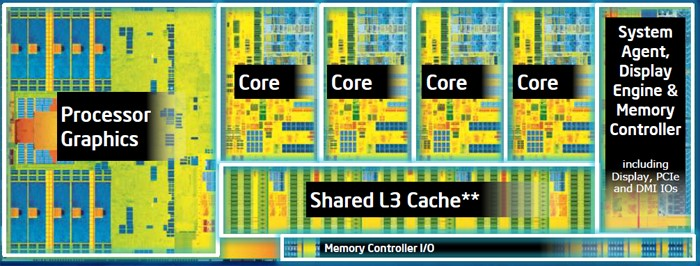 Processor
Graphics
Core
Core
Core
Core
System
Agent,
Display
Engine &
Memory
Controller
including
Display, PCIe
and DMI IOs
Shared L3 Cache**
Memory Controller I/O